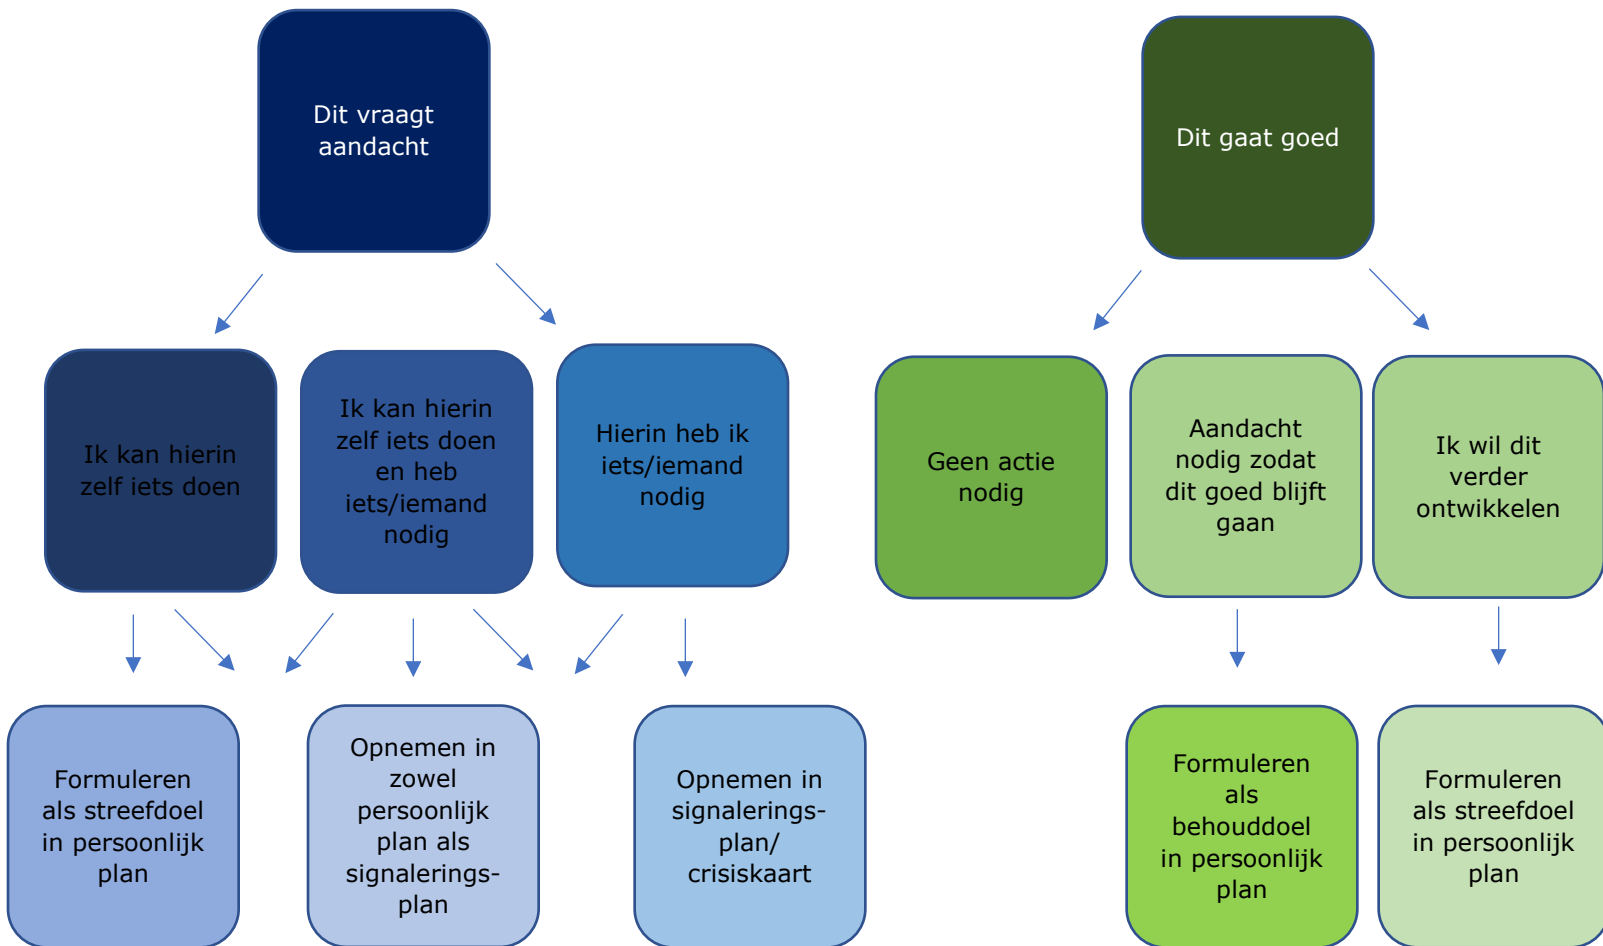 Dit vraagt
aandacht
Dit gaat goed
Ik kan hierin
zelf iets doen
Ik kan hierin
zelf iets doen
en heb
iets/iemand
nodig
Hierin heb ik
iets/iemand
nodig
Geen actie
nodig
Aandacht
nodig zodat
dit goed blijft
gaan
Ik wil dit
verder
ontwikkelen
Formuleren
als streefdoel
in persoonlijk
plan
Opnemen in
zowel
persoonlijk
plan als
signalerings-
plan
Opnemen in
signalerings-
plan/
crisiskaart
Formuleren
als
behouddoel
in persoonlijk
plan
Formuleren
als streefdoel
in persoonlijk
plan